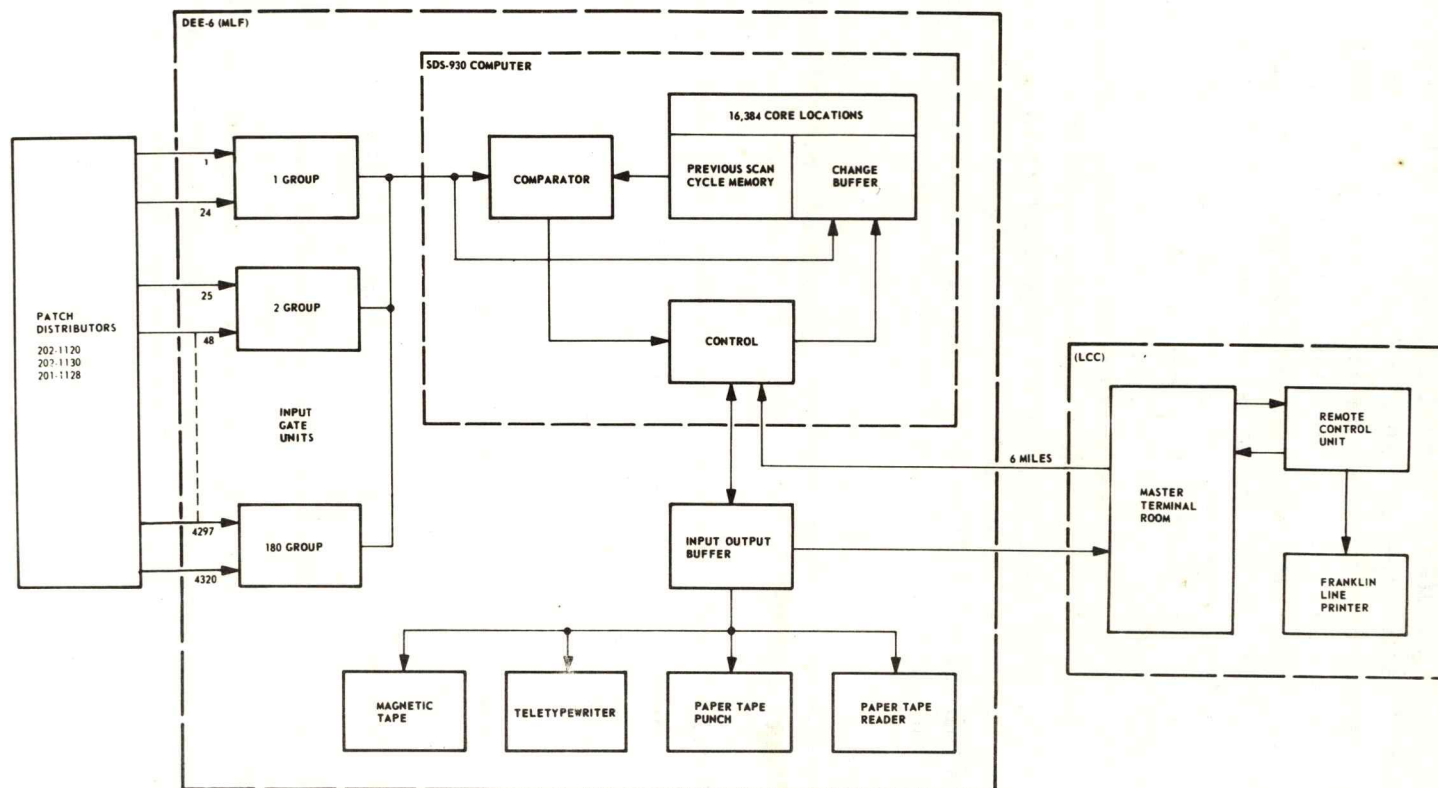 DEE-6 (MLF)
SDS-930 COMPUTER
16,384 CORE LOCATIONS
PREVIOUS SCAN
CYCLE MEMORY
CHANGE
BUFFER
COMPARATOR
CONTROL
1
24
1 GROUP
25
48
2 GROUP
PATCH
DISTRIBUTORS
202-1120
202-1130
201-1128
INPUT
GATE
UNITS
4297
4320
180 GROUP
INPUT OUTPUT
BUFFER
MAGNETIC
TAPE
TELETYPEWRITER
PAPER TAPE
PUNCH
PAPER TAPE
READER
6 MILES
(LCC)
MASTER
TERMINAL
ROOM
REMOTE
CONTROL
UNIT
FRANKLIN
LINE
PRINTER